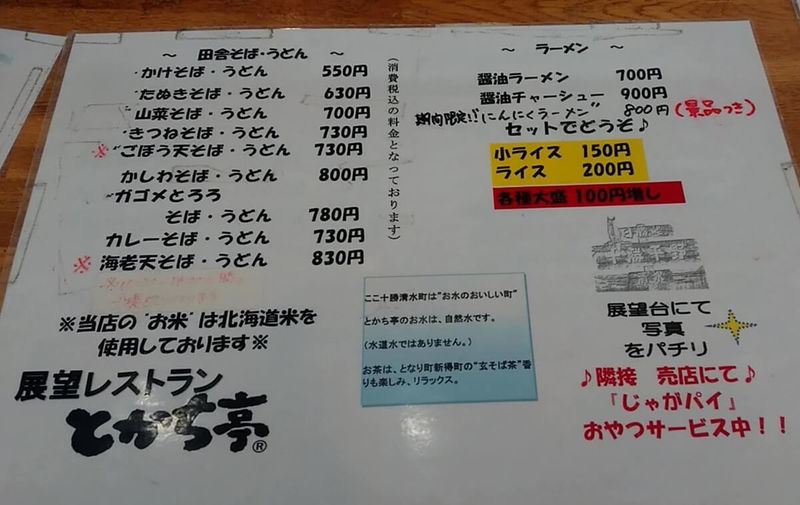 ～ 田舎そば・うどん ～
・かけそば・うどん 550円
・たぬきそば・うどん 630円
・山菜そば・うどん 700円
・きつねそば・うどん 730円
※・ごぼう天そば・うどん 730円
かしわそば・うどん 800円
・ガゴメとろろ
そば・うどん 780円
カレーそば・うどん 730円
※海老天そば・うどん 830円
(消費税込の料金となっております)
※当店の"お米"は北海道米を
使用しております※
展望レストラン
とかち亭®
～ ラーメン ～
醤油ラーメン 700円
醤油チャーシュー 900円
期間限定!!"にんにくラーメン" 800円(景品つき)
セットでどうぞ♪
小ライス 150円
ライス 200円
各種大盛 100円増し
ここ十勝清水町は"お水のおいしい町"
とかち亭のお水は、自然水です。
(水道水ではありません。)
お茶は、となり町新得町の"玄そば茶"香
りも楽しみ、リラックス。
展望台にて
写真
をパチリ
♪隣接 売店にて♪
『じゃがパイ』
おやつサービス中！！